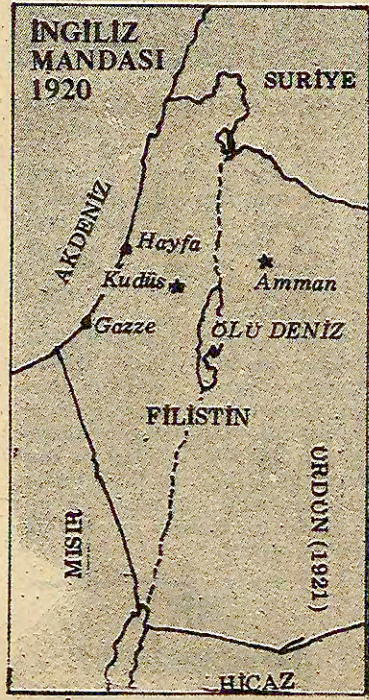 İNGİLİZ
MANDASI
1920
SURİYE
AKDENİZ
Hayfa
Kudüs
Amman
Gazze
ÖLÜ DENİZ
FİLİSTİN
MISIR
ÜRDÜN (1921)
HİCAZ